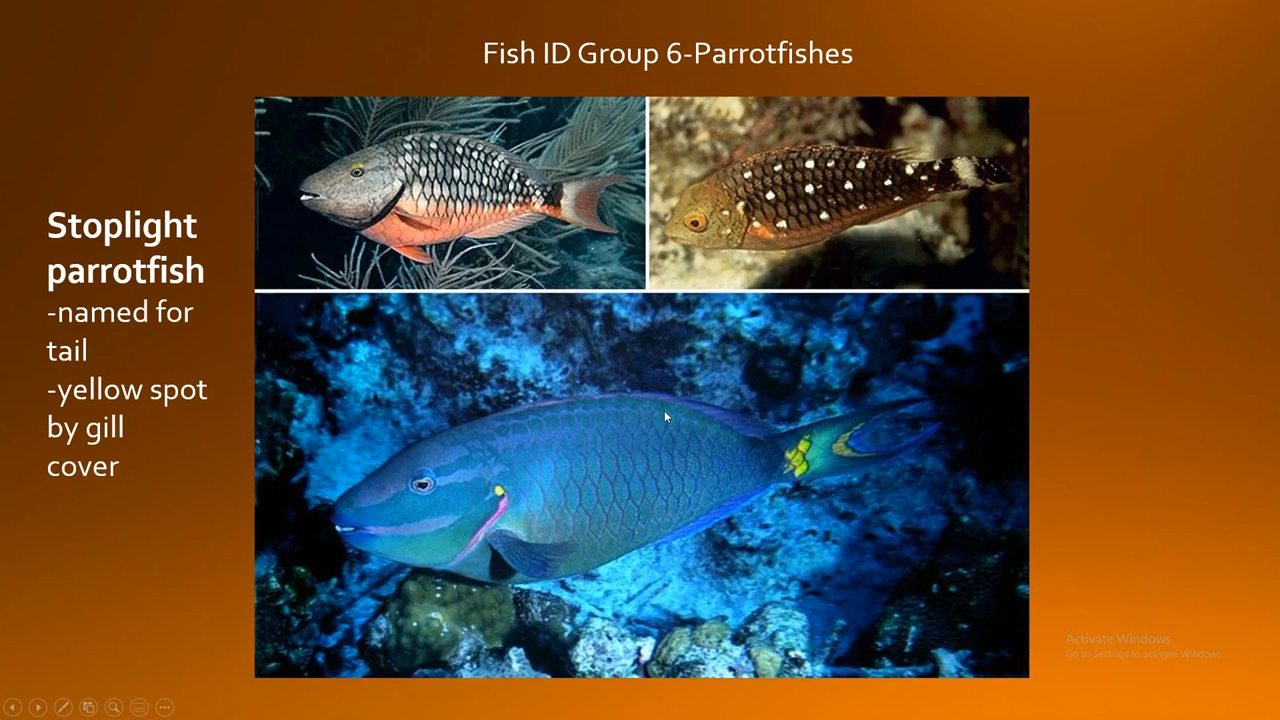 Fish ID Group 6-Parrotfishes
Stoplight
parrotfish
-named for
tail
-yellow spot
by gill
cover
Activate Windows
Go to Settings to activate Windows.